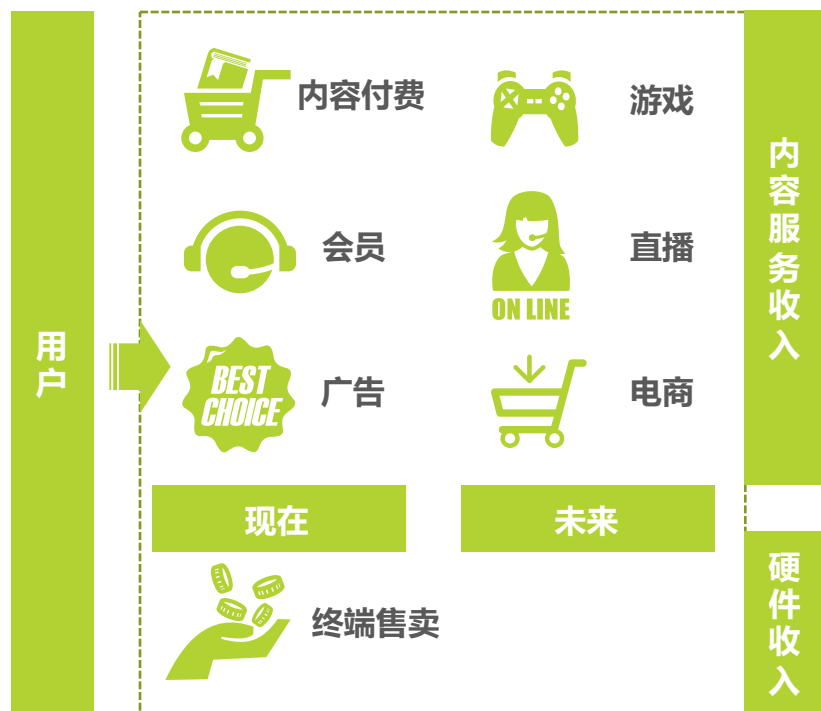 用户
内容付费
游戏
会员
直播
ON LINE
BEST
CHOICE
广告
电商
现在
未来
终端售卖
内容服务收入
硬件收入